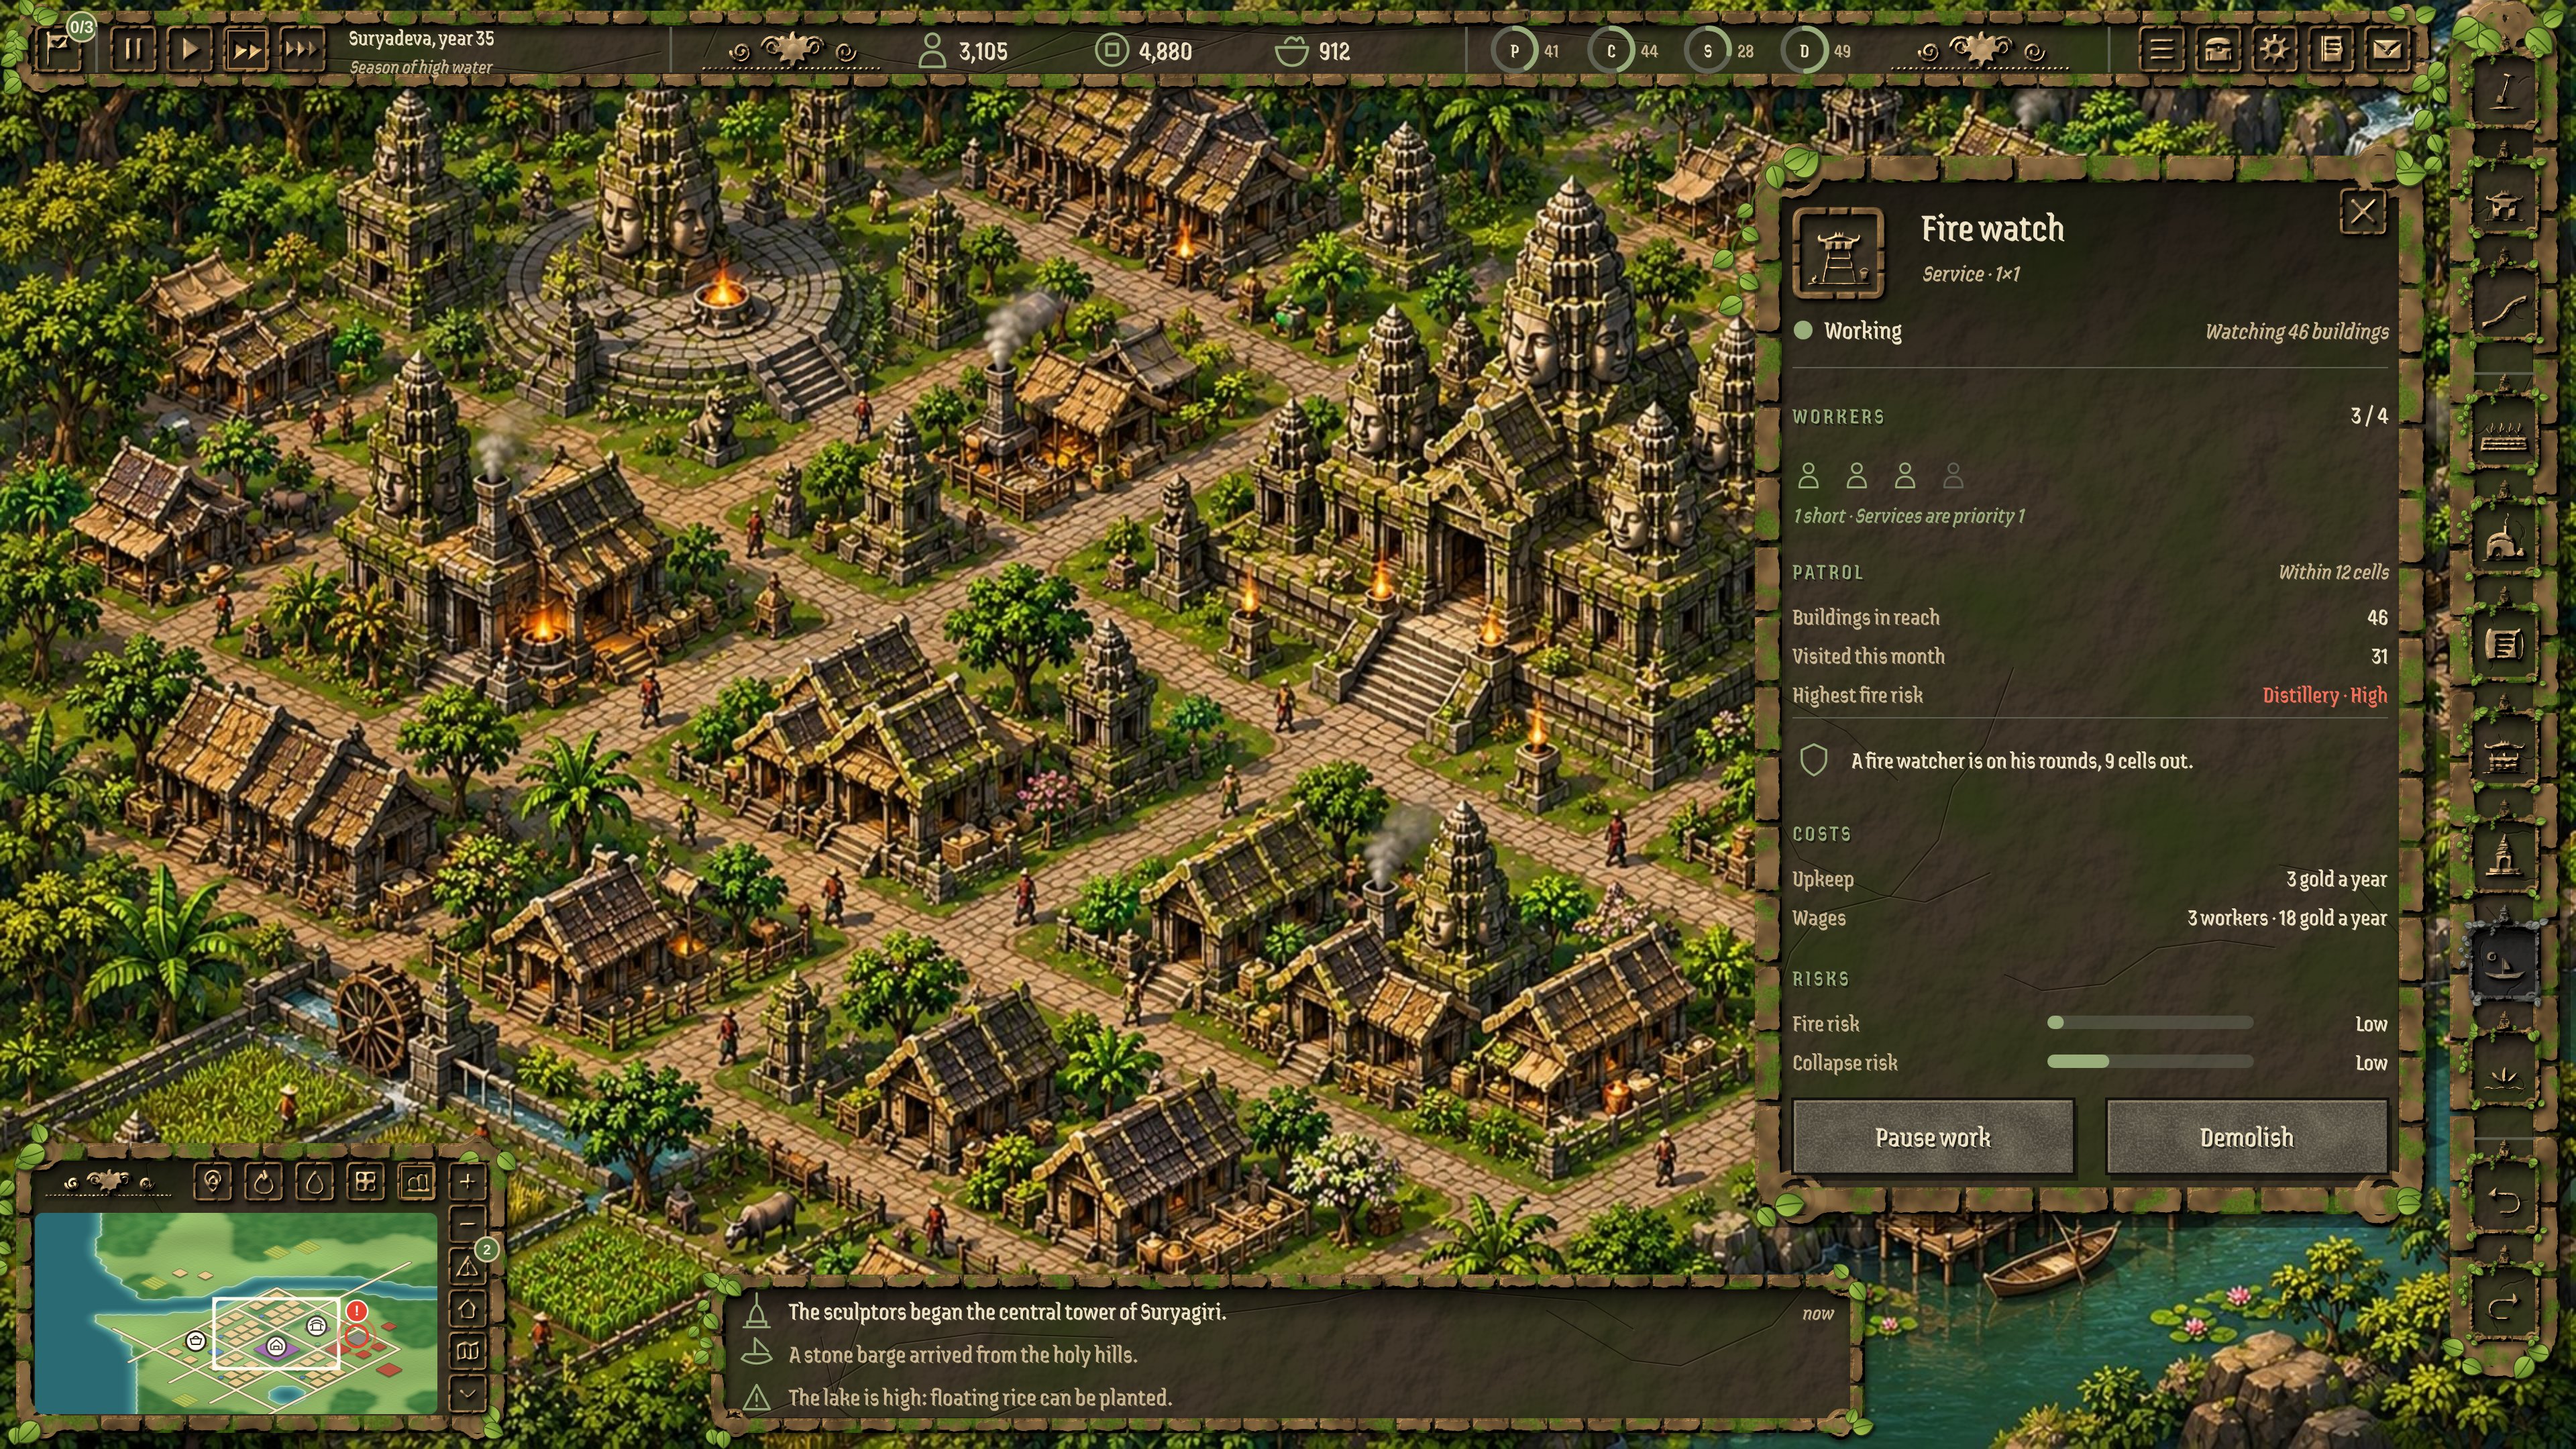 0/3
Suryadeva, year 35
Season of high water
3,105
4,880
912
P 41
C 44
S 28
D 49
Fire watch
Service · 1×1
Working
Watching 46 buildings
WORKERS
3 / 4
1 short · Services are priority 1
PATROL
Within 12 cells
Buildings in reach
46
Visited this month
31
Highest fire risk
Distillery · High
A fire watcher is on his rounds, 9 cells out.
COSTS
Upkeep
3 gold a year
Wages
3 workers · 18 gold a year
RISKS
Fire risk
Low
Collapse risk
Low
Pause work
Demolish
2
!
The sculptors began the central tower of Suryagiri.
now
A stone barge arrived from the holy hills.
The lake is high: floating rice can be planted.